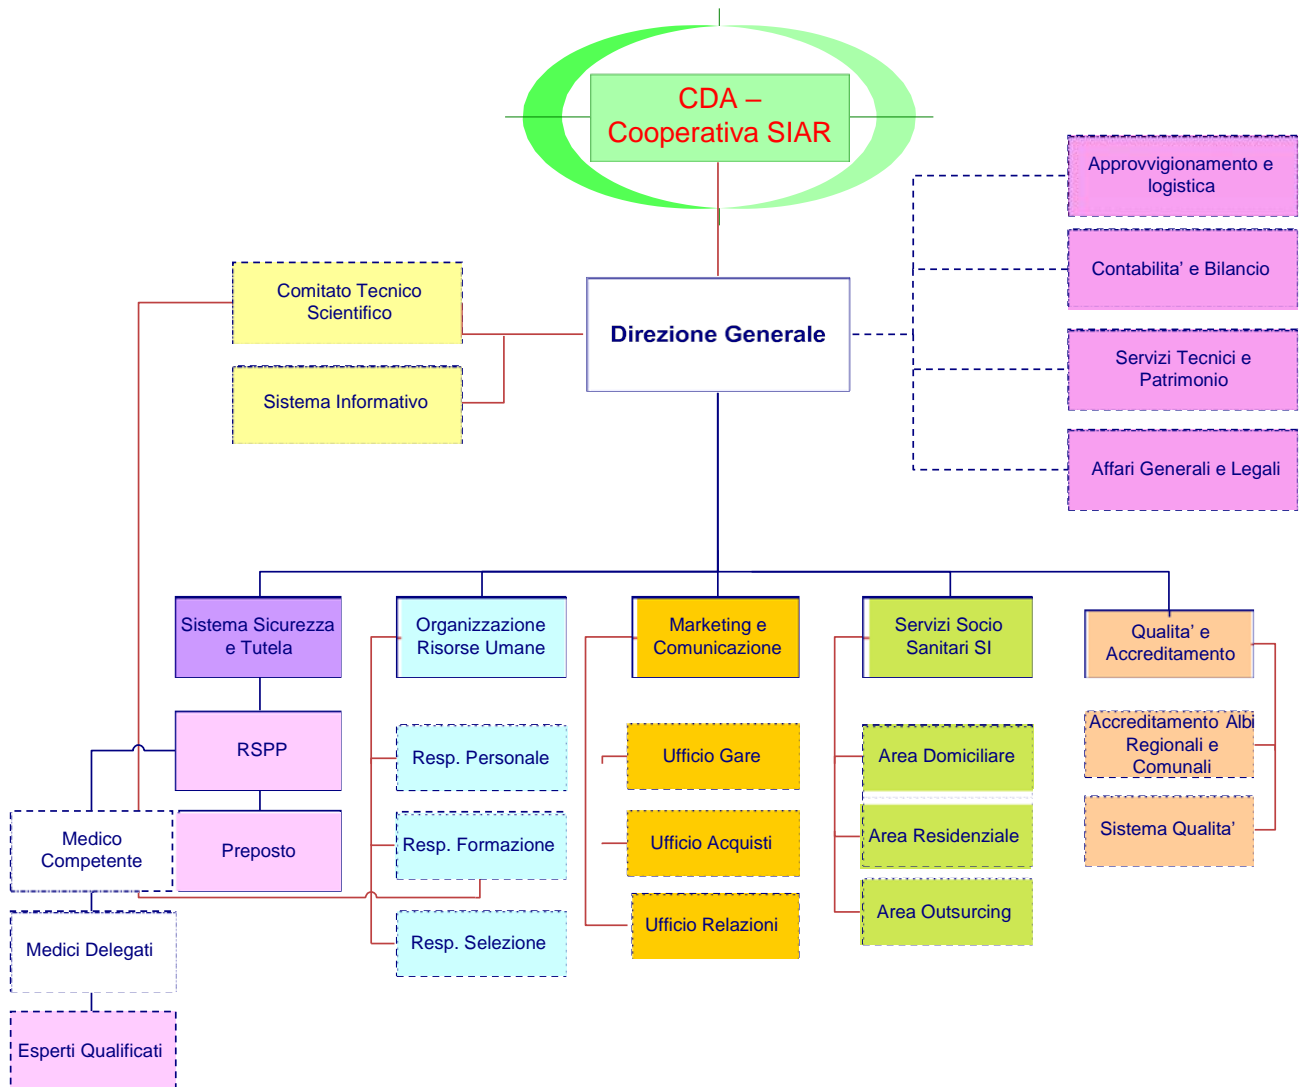 CDA –
Cooperativa SIAR
Approvvigionamento e
logistica
Contabilita' e Bilancio
Servizi Tecnici e
Patrimonio
Affari Generali e Legali
Comitato Tecnico
Scientifico
Sistema Informativo
Direzione Generale
Sistema Sicurezza
e Tutela
RSPP
Preposto
Medico
Competente
Medici Delegati
Esperti Qualificati
Organizzazione
Risorse Umane
Resp. Personale
Resp. Formazione
Resp. Selezione
Marketing e
Comunicazione
Ufficio Gare
Ufficio Acquisti
Ufficio Relazioni
Servizi Socio
Sanitari SI
Area Domiciliare
Area Residenziale
Area Outsurcing
Qualita' e
Accreditamento
Accreditamento Albi
Regionali e
Comunali
Sistema Qualita'